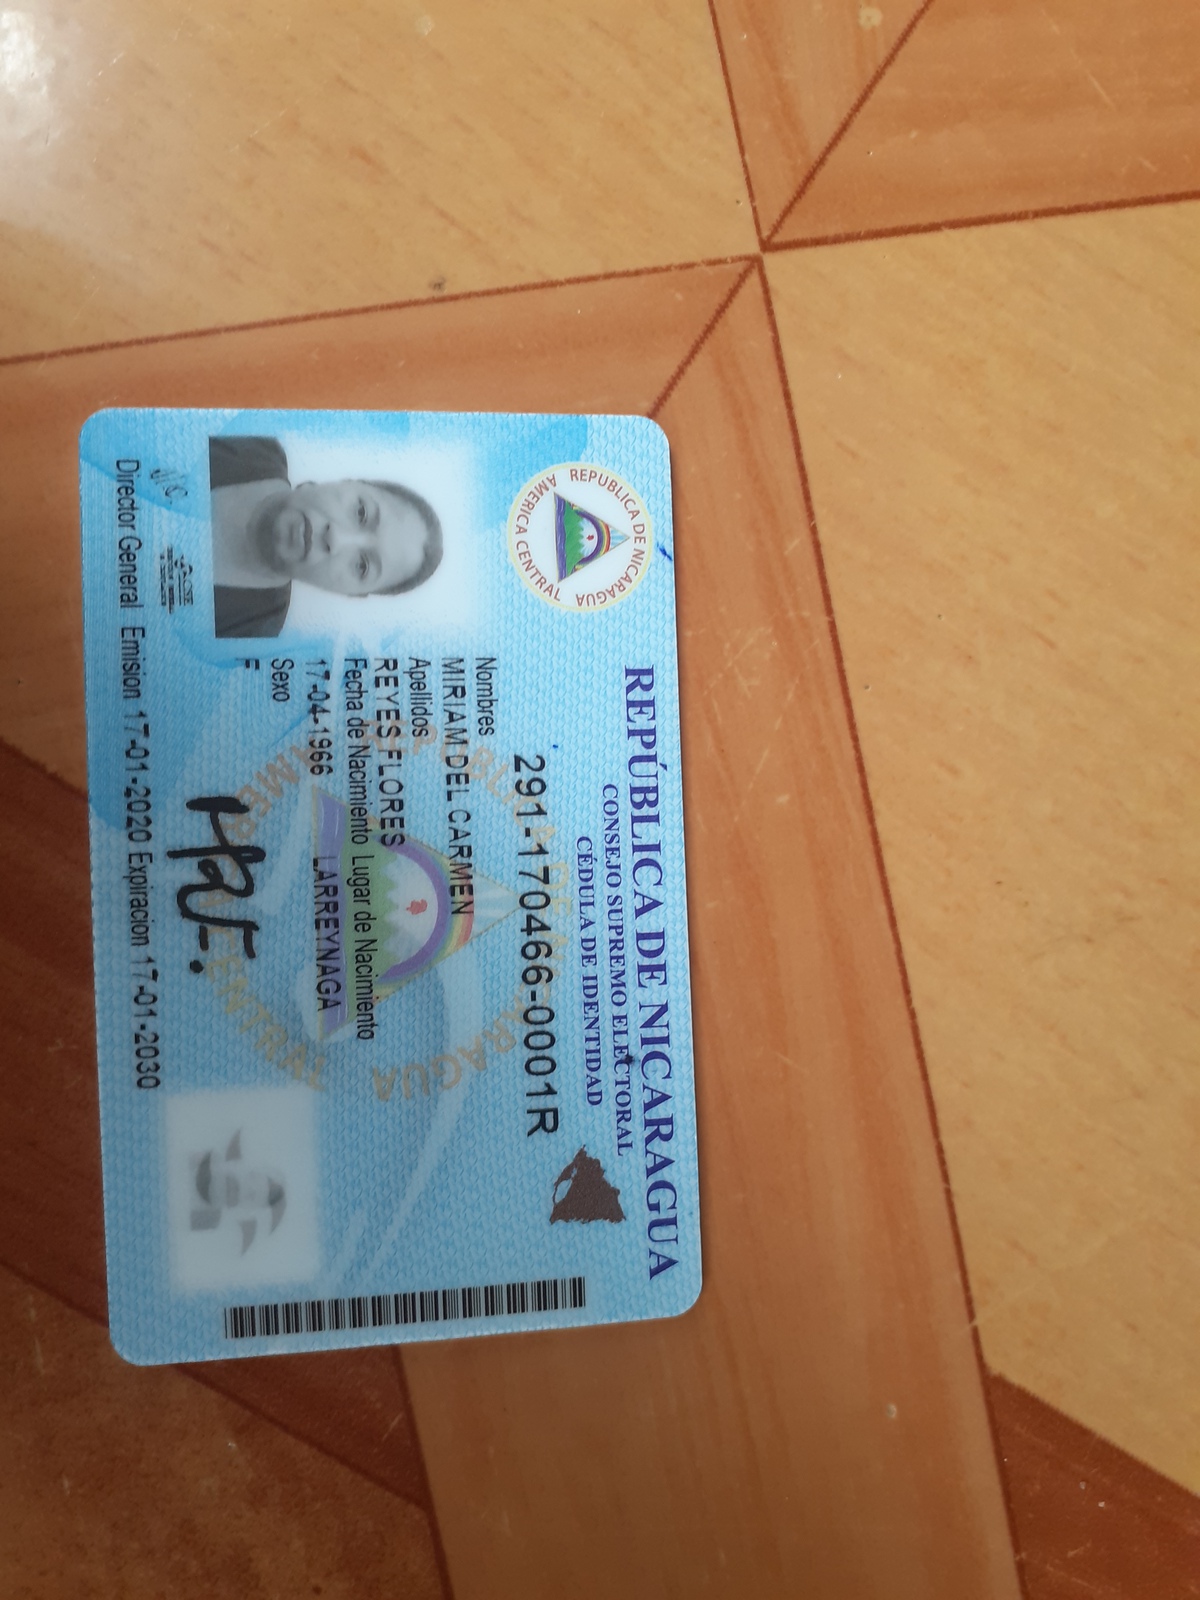 REPÚBLICA DE NICARAGUA
CONSEJO SUPREMO ELECTORAL
CÉDULA DE IDENTIDAD
REPUBLICA DE NICARAGUA
AMERICA CENTRAL
291-170466-0001R
Nombres
MIRIAM DEL CARMEN
Apellidos
REYES FLORES
Fecha de Nacimiento Lugar de Nacimiento
17-04-1966 LARREYNAGA
Sexo
F
Director General Emision 17-01-2020 Expiracion 17-01-2030